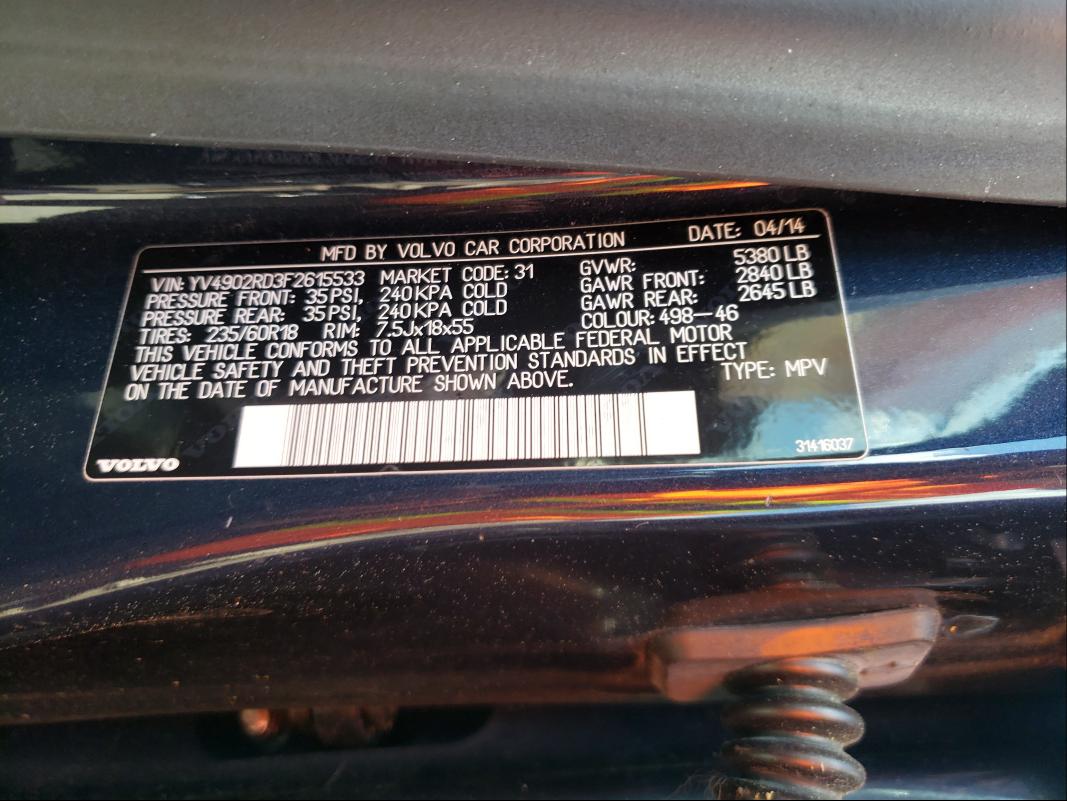 MFD BY VOLVO CAR CORPORATION DATE: 04/14
VIN: YV4902RD3F2615533 MARKET CODE: 31 GVWR: 5380 LB
PRESSURE FRONT: 35 PSI, 240 KPA COLD GAWR FRONT: 2840 LB
PRESSURE REAR: 35 PSI, 240 KPA COLD GAWR REAR: 2645 LB
TIRES: 235/60R18 RIM: 7.5Jx18x55 COLOUR: 498-46
THIS VEHICLE CONFORMS TO ALL APPLICABLE FEDERAL MOTOR
VEHICLE SAFETY AND THEFT PREVENTION STANDARDS IN EFFECT
ON THE DATE OF MANUFACTURE SHOWN ABOVE. TYPE: MPV
VOLVO 31416037